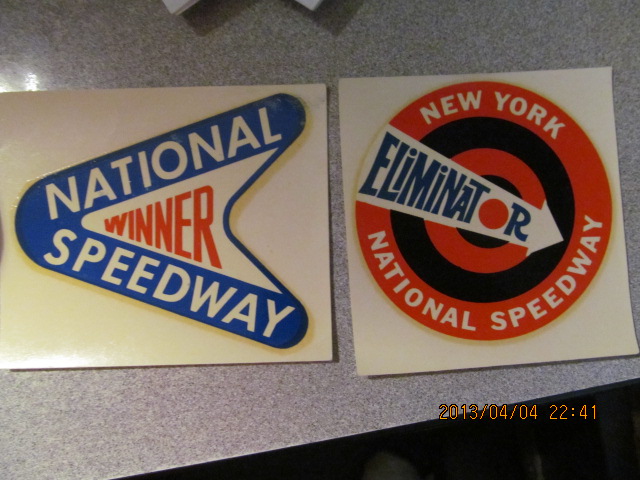 NATIONAL
WINNER
SPEEDWAY
NEW YORK
ELiMiNATOR
NATIONAL SPEEDWAY
2013/04/04 22:41